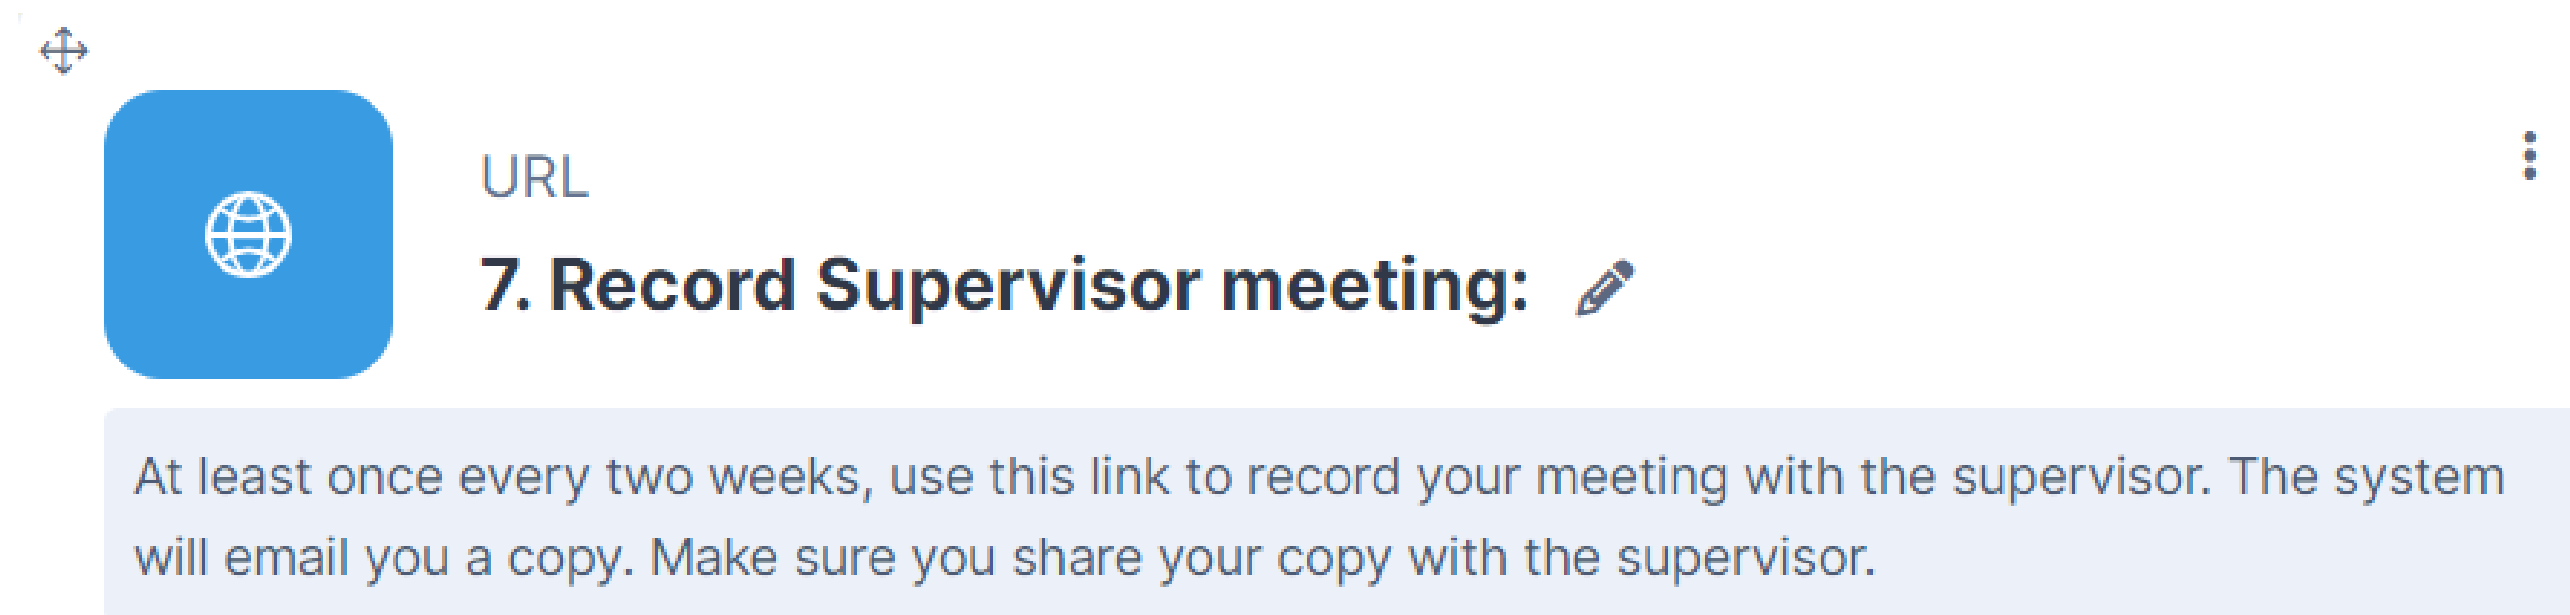 URL
7. Record Supervisor meeting:
At least once every two weeks, use this link to record your meeting with the supervisor. The system
will email you a copy. Make sure you share your copy with the supervisor.